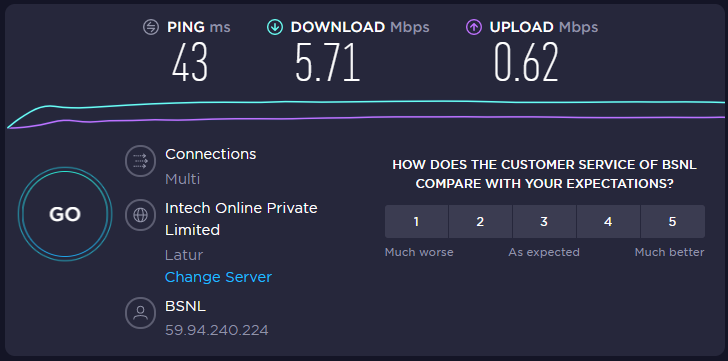 PING ms
43
DOWNLOAD Mbps
5.71
UPLOAD Mbps
0.62
GO
Connections
Multi
Intech Online Private
Limited
Latur
Change Server
BSNL
59.94.240.224
HOW DOES THE CUSTOMER SERVICE OF BSNL
COMPARE WITH YOUR EXPECTATIONS?
1 2 3 4 5
Much worse As expected Much better